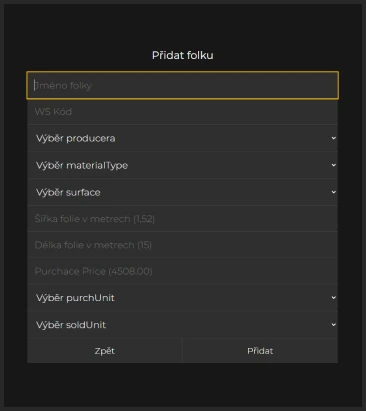 Přidat folku
Jméno folky
WS Kód
Výběr producera
Výběr materialType
Výběr surface
Šířka folie v metrech (1,52)
Délka folie v metrech (15)
Purchace Price (4508.00)
Výběr purchUnit
Výběr soldUnit
Zpět
Přidat